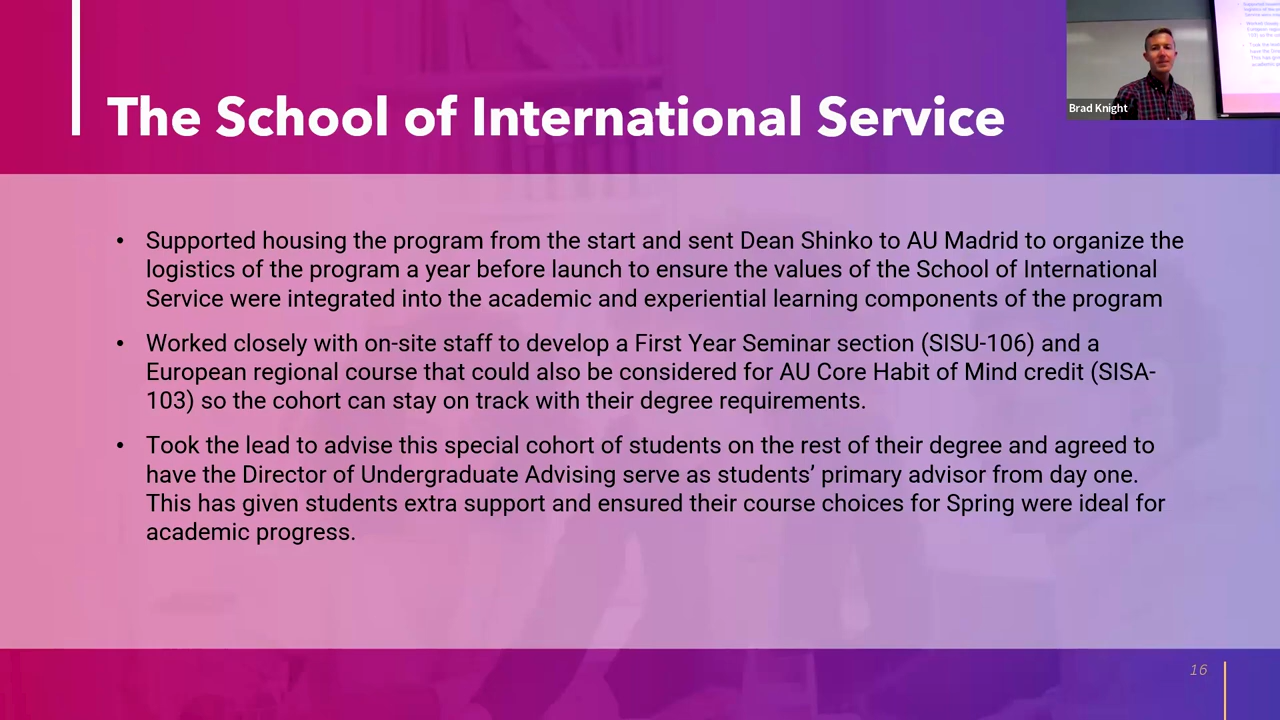 The School of International Service
Brad Knight
• Supported housing the program from the start and sent Dean Shinko to AU Madrid to organize the
logistics of the program a year before launch to ensure the values of the School of International
Service were integrated into the academic and experiential learning components of the program
• Worked closely with on-site staff to develop a First Year Seminar section (SISU-106) and a
European regional course that could also be considered for AU Core Habit of Mind credit (SISA-
103) so the cohort can stay on track with their degree requirements.
• Took the lead to advise this special cohort of students on the rest of their degree and agreed to
have the Director of Undergraduate Advising serve as students’ primary advisor from day one.
This has given students extra support and ensured their course choices for Spring were ideal for
academic progress.
16